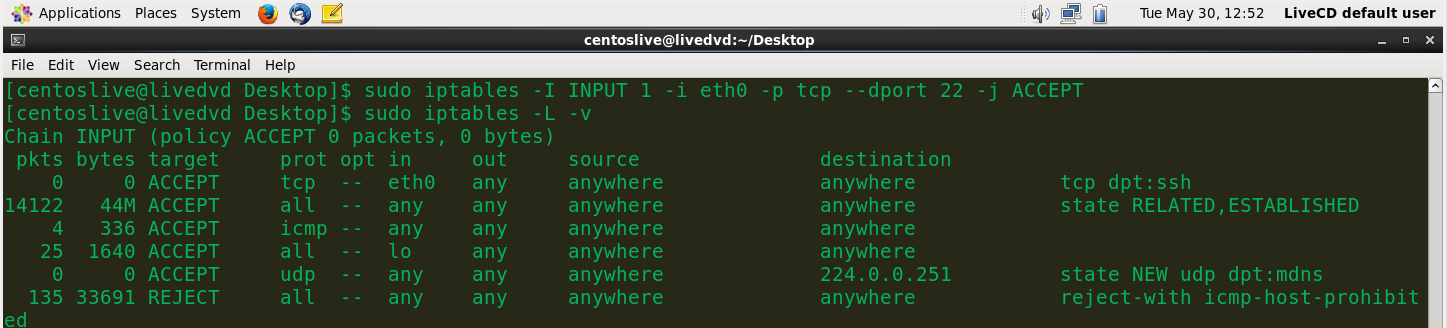 Applications Places System Tue May 30, 12:52 LiveCD default user
centoslive@livedvd:~/Desktop
File Edit View Search Terminal Help
[centoslive@livedvd Desktop]$ sudo iptables -I INPUT 1 -i eth0 -p tcp --dport 22 -j ACCEPT
[centoslive@livedvd Desktop]$ sudo iptables -L -v
Chain INPUT (policy ACCEPT 0 packets, 0 bytes)
 pkts bytes target     prot opt in     out     source               destination
    0     0 ACCEPT     tcp  --  eth0   any     anywhere             anywhere            tcp dpt:ssh
14122   44M ACCEPT     all  --  any    any     anywhere             anywhere            state RELATED,ESTABLISHED
    4   336 ACCEPT     icmp --  any    any     anywhere             anywhere
   25  1640 ACCEPT     all  --  lo     any     anywhere             anywhere
    0     0 ACCEPT     udp  --  any    any     anywhere             224.0.0.251         state NEW udp dpt:mdns
  135 33691 REJECT     all  --  any    any     anywhere             anywhere            reject-with icmp-host-prohibit
ed